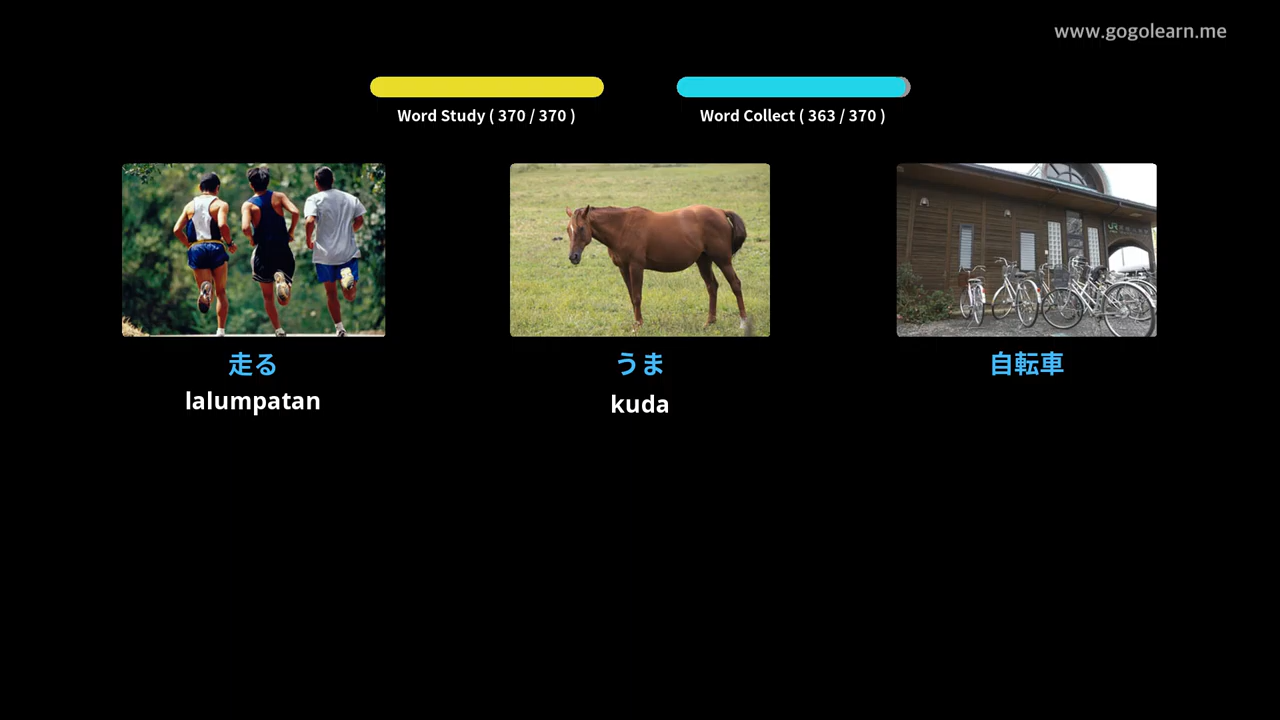 www.gogolearn.me
Word Study ( 370 / 370 )
Word Collect ( 363 / 370 )
走る
うま
自転車
lalumpatan
kuda